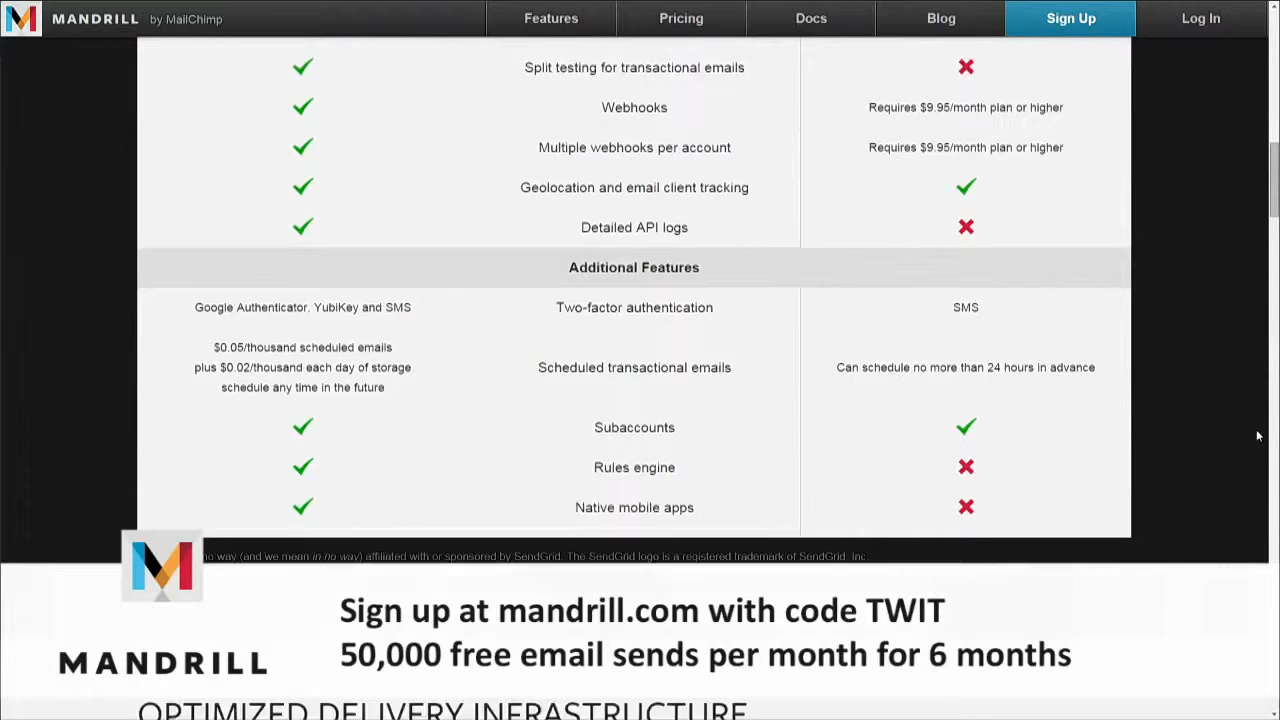 MANDRILL by MailChimp
Features
Pricing
Docs
Blog
Sign Up
Log In
Split testing for transactional emails
Webhooks
Requires $9.95/month plan or higher
Multiple webhooks per account
Requires $9.95/month plan or higher
Geolocation and email client tracking
Detailed API logs
Additional Features
Google Authenticator, YubiKey and SMS
Two-factor authentication
SMS
$0.05/thousand scheduled emails
plus $0.02/thousand each day of storage
schedule any time in the future
Scheduled transactional emails
Can schedule no more than 24 hours in advance
Subaccounts
Rules engine
Native mobile apps
no way (and we mean in no way) affiliated with or sponsored by SendGrid. The SendGrid logo is a registered trademark of SendGrid, Inc.
Sign up at mandrill.com with code TWIT
50,000 free email sends per month for 6 months
MANDRILL
OPTIMIZED DELIVERY INFRASTRUCTURE